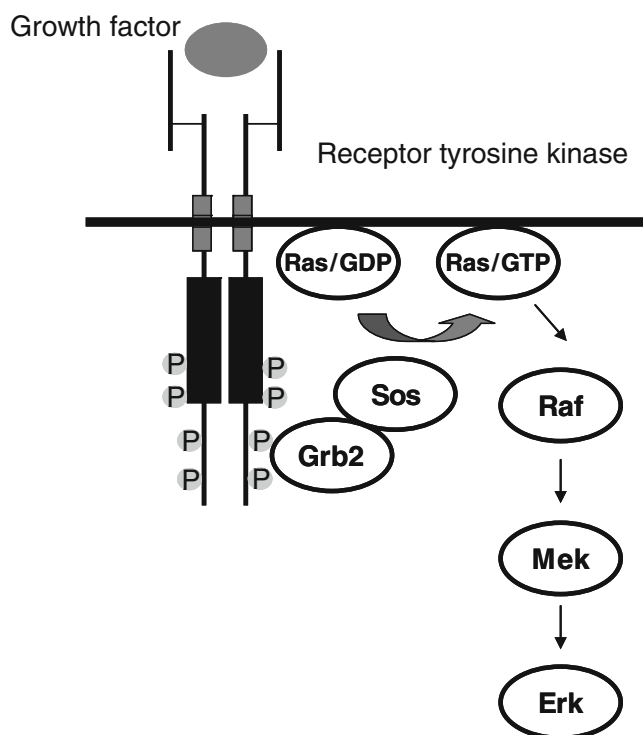 Growth factor
Receptor tyrosine kinase
Ras/GDP
Ras/GTP
P
P
P
P
Sos
Raf
P
P
Grb2
P
P
Mek
Erk